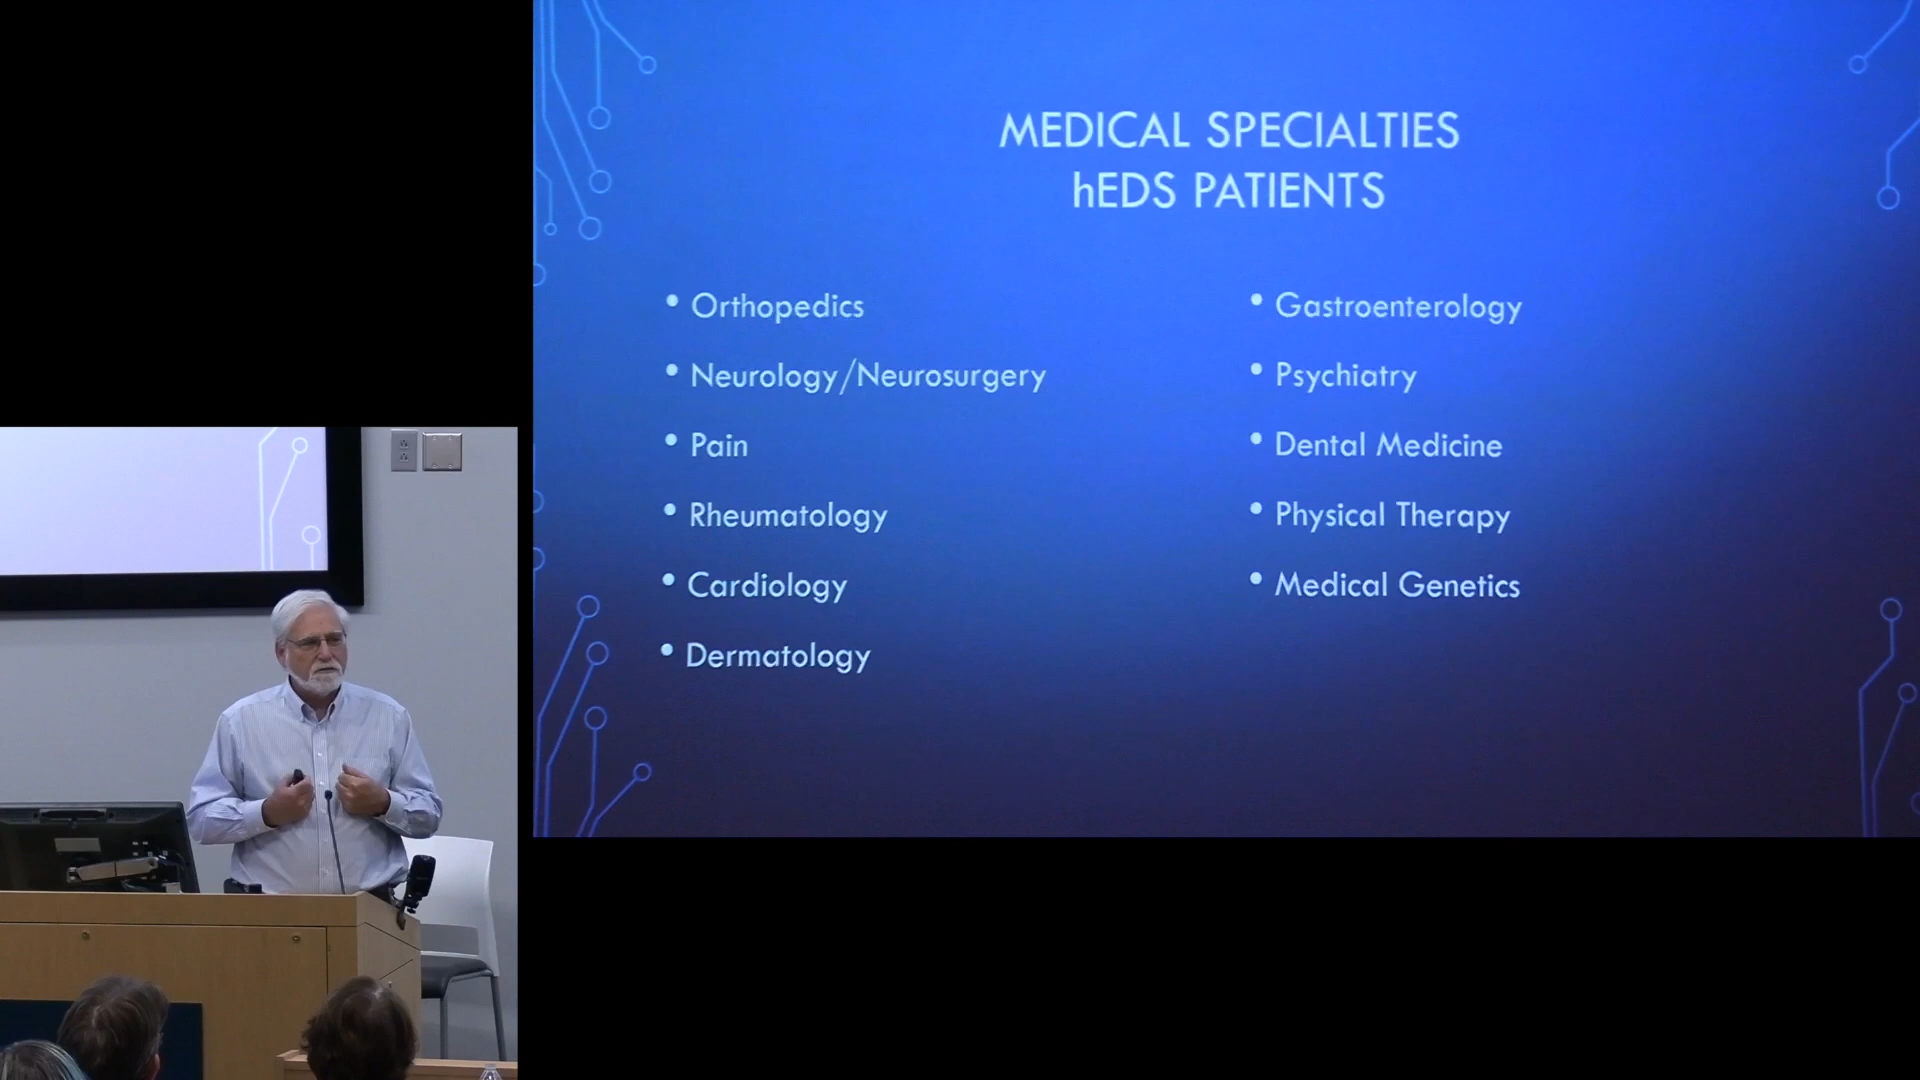 MEDICAL SPECIALTIES
hEDS PATIENTS
• Orthopedics
• Neurology/Neurosurgery
• Pain
• Rheumatology
• Cardiology
• Dermatology
• Gastroenterology
• Psychiatry
• Dental Medicine
• Physical Therapy
• Medical Genetics